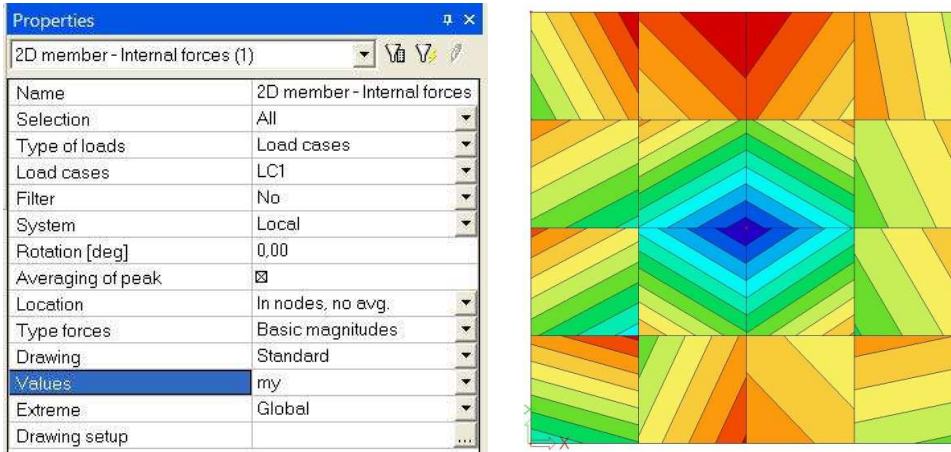 Properties
2D member - Internal forces (1)
Name 2D member - Internal forces
Selection All
Type of loads Load cases
Load cases LC1
Filter No
System Local
Rotation [deg] 0,00
Averaging of peak
Location In nodes, no avg.
Type forces Basic magnitudes
Drawing Standard
Values my
Extreme Global
Drawing setup ...
X